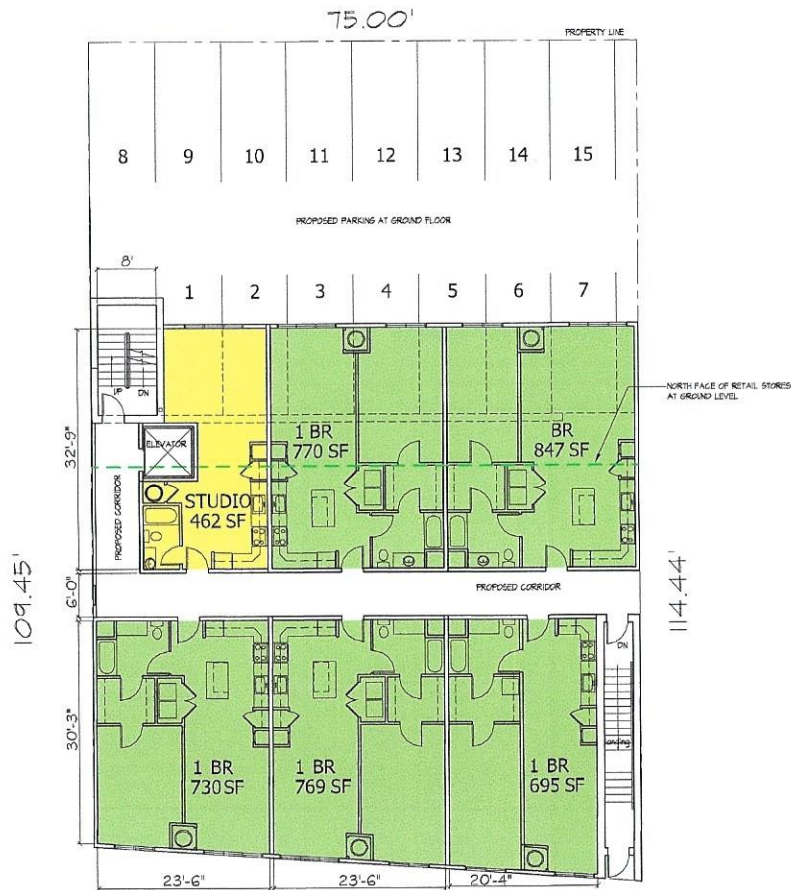 75.00'
PROPERTY LINE
8 9 10 11 12 13 14 15
PROPOSED PARKING AT GROUND FLOOR
8'
1 2 3 4 5 6 7
UP DN
NORTH FACE OF RETAIL STORES
AT GROUND LEVEL
32'-9"
ELEVATOR
1 BR
770 SF
BR
847 SF
PROPOSED CORRIDOR
STUDIO
462 SF
109.45'
6'-0"
PROPOSED CORRIDOR
114.44'
DN
30'-3"
Landing
1 BR
730 SF
1 BR
769 SF
1 BR
695 SF
23'-6"
23'-6"
20'-4"